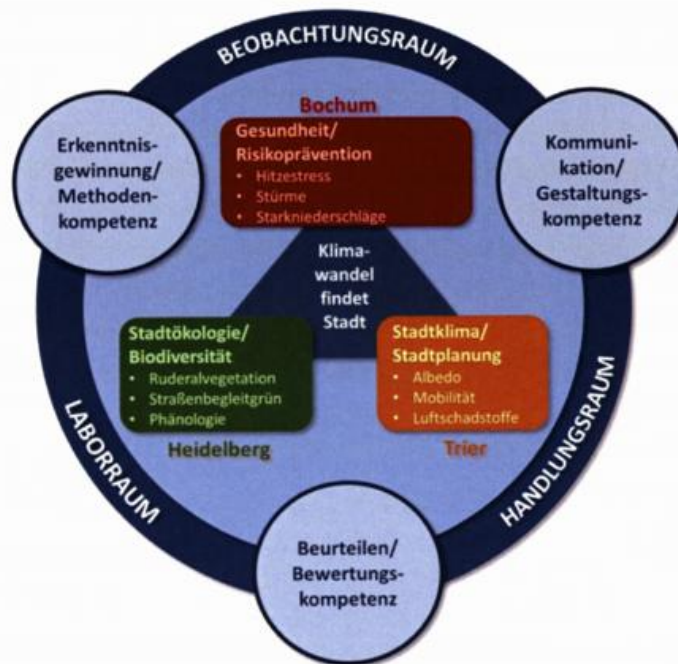 BEOBACHTUNGSRAUM
Bochum
Gesundheit/
Risikoprävention
• Hitzestress
• Stürme
• Starkniederschläge
Erkenntnis-
gewinnung/
Methoden-
kompetenz
Kommuni-
kation/
Gestaltungs-
kompetenz
Klima-
wandel
findet
Stadt
Stadtökologie/
Biodiversität
• Ruderalvegetation
• Straßenbegleitgrün
• Phänologie
Heidelberg
Stadtklima/
Stadtplanung
• Albedo
• Mobilität
• Luftschadstoffe
Trier
LABORRAUM
HANDLUNGSRAUM
Beurteilen/
Bewertungs-
kompetenz